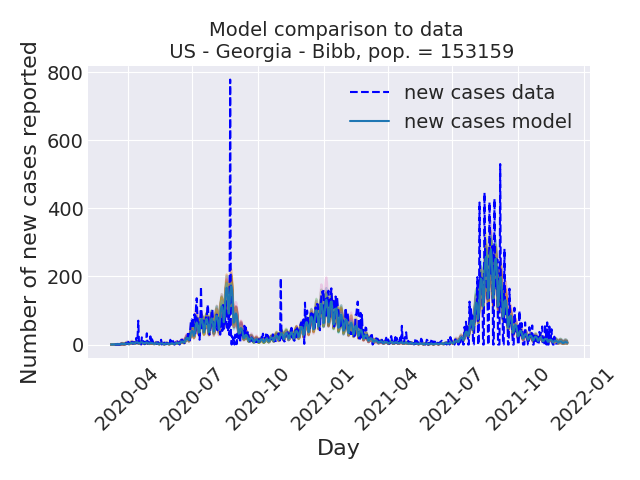 Model comparison to data
US - Georgia - Bibb, pop. = 153159
Number of new cases reported
800
600
400
200
0
new cases data
new cases model
2020-04
2020-07
2020-10
2021-01
2021-04
2021-07
2021-10
2022-01
Day